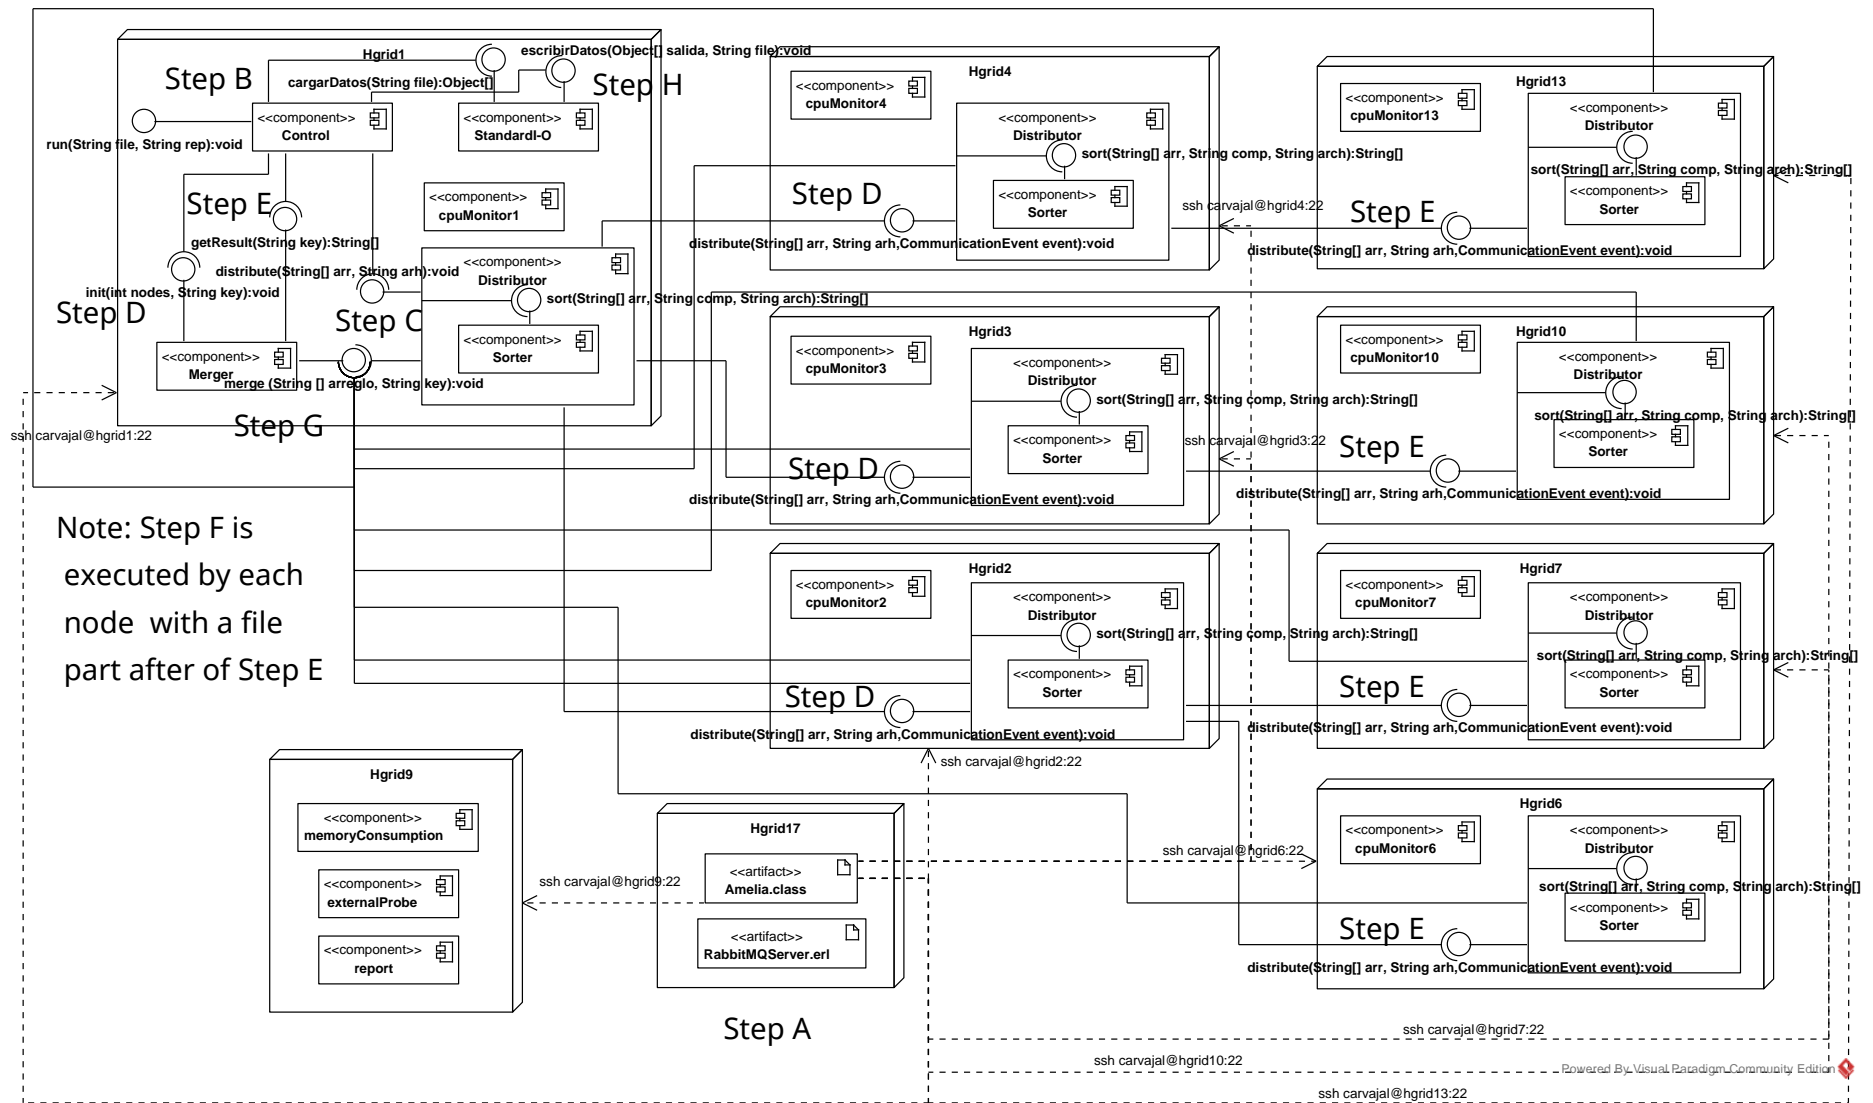 Hgrid1
Step B
cargarDatos(String file):Object[]
escribirDatos(Object[] salida, String file):void
Step H
<<component>>
Control
<<component>>
StandardI-O
run(String file, String rep):void
<<component>>
cpuMonitor1
Step E
getResult(String key):String[]
distribute(String[] arr, String arh):void
init(int nodes, String key):void
Step D
Step C
<<component>>
Distributor
sort(String[] arr, String comp, String arch):String[]
<<component>>
Sorter
<<component>>
Merger
merge (String [] arreglo, String key):void
Step G
ssh carvajal@hgrid1:22
Hgrid4
<<component>>
cpuMonitor4
<<component>>
Distributor
sort(String[] arr, String comp, String arch):String[]
<<component>>
Sorter
Step D
distribute(String[] arr, String arh,CommunicationEvent event):void
ssh carvajal@hgrid4:22
Hgrid13
<<component>>
cpuMonitor13
<<component>>
Distributor
sort(String[] arr, String comp, String arch):String[]
<<component>>
Sorter
Step E
distribute(String[] arr, String arh,CommunicationEvent event):void
Hgrid3
<<component>>
cpuMonitor3
<<component>>
Distributor
sort(String[] arr, String comp, String arch):String[]
<<component>>
Sorter
Step D
distribute(String[] arr, String arh,CommunicationEvent event):void
ssh carvajal@hgrid3:22
Hgrid10
<<component>>
cpuMonitor10
<<component>>
Distributor
sort(String[] arr, String comp, String arch):String[]
<<component>>
Sorter
Step E
distribute(String[] arr, String arh,CommunicationEvent event):void
Note: Step F is
executed by each
node with a file
part after of Step E
Hgrid2
<<component>>
cpuMonitor2
<<component>>
Distributor
sort(String[] arr, String comp, String arch):String[]
<<component>>
Sorter
Step D
distribute(String[] arr, String arh,CommunicationEvent event):void
ssh carvajal@hgrid2:22
Hgrid7
<<component>>
cpuMonitor7
<<component>>
Distributor
sort(String[] arr, String comp, String arch):String[]
<<component>>
Sorter
Step E
distribute(String[] arr, String arh,CommunicationEvent event):void
Hgrid9
<<component>>
memoryConsumption
<<component>>
externalProbe
<<component>>
report
ssh carvajal@hgrid9:22
Hgrid17
<<artifact>>
Amelia.class
<<artifact>>
RabbitMQServer.erl
Step A
ssh carvajal@hgrid6:22
Hgrid6
<<component>>
cpuMonitor6
<<component>>
Distributor
sort(String[] arr, String comp, String arch):String[]
<<component>>
Sorter
Step E
distribute(String[] arr, String arh,CommunicationEvent event):void
ssh carvajal@hgrid7:22
ssh carvajal@hgrid10:22
ssh carvajal@hgrid13:22
Powered By Visual Paradigm Community Edition